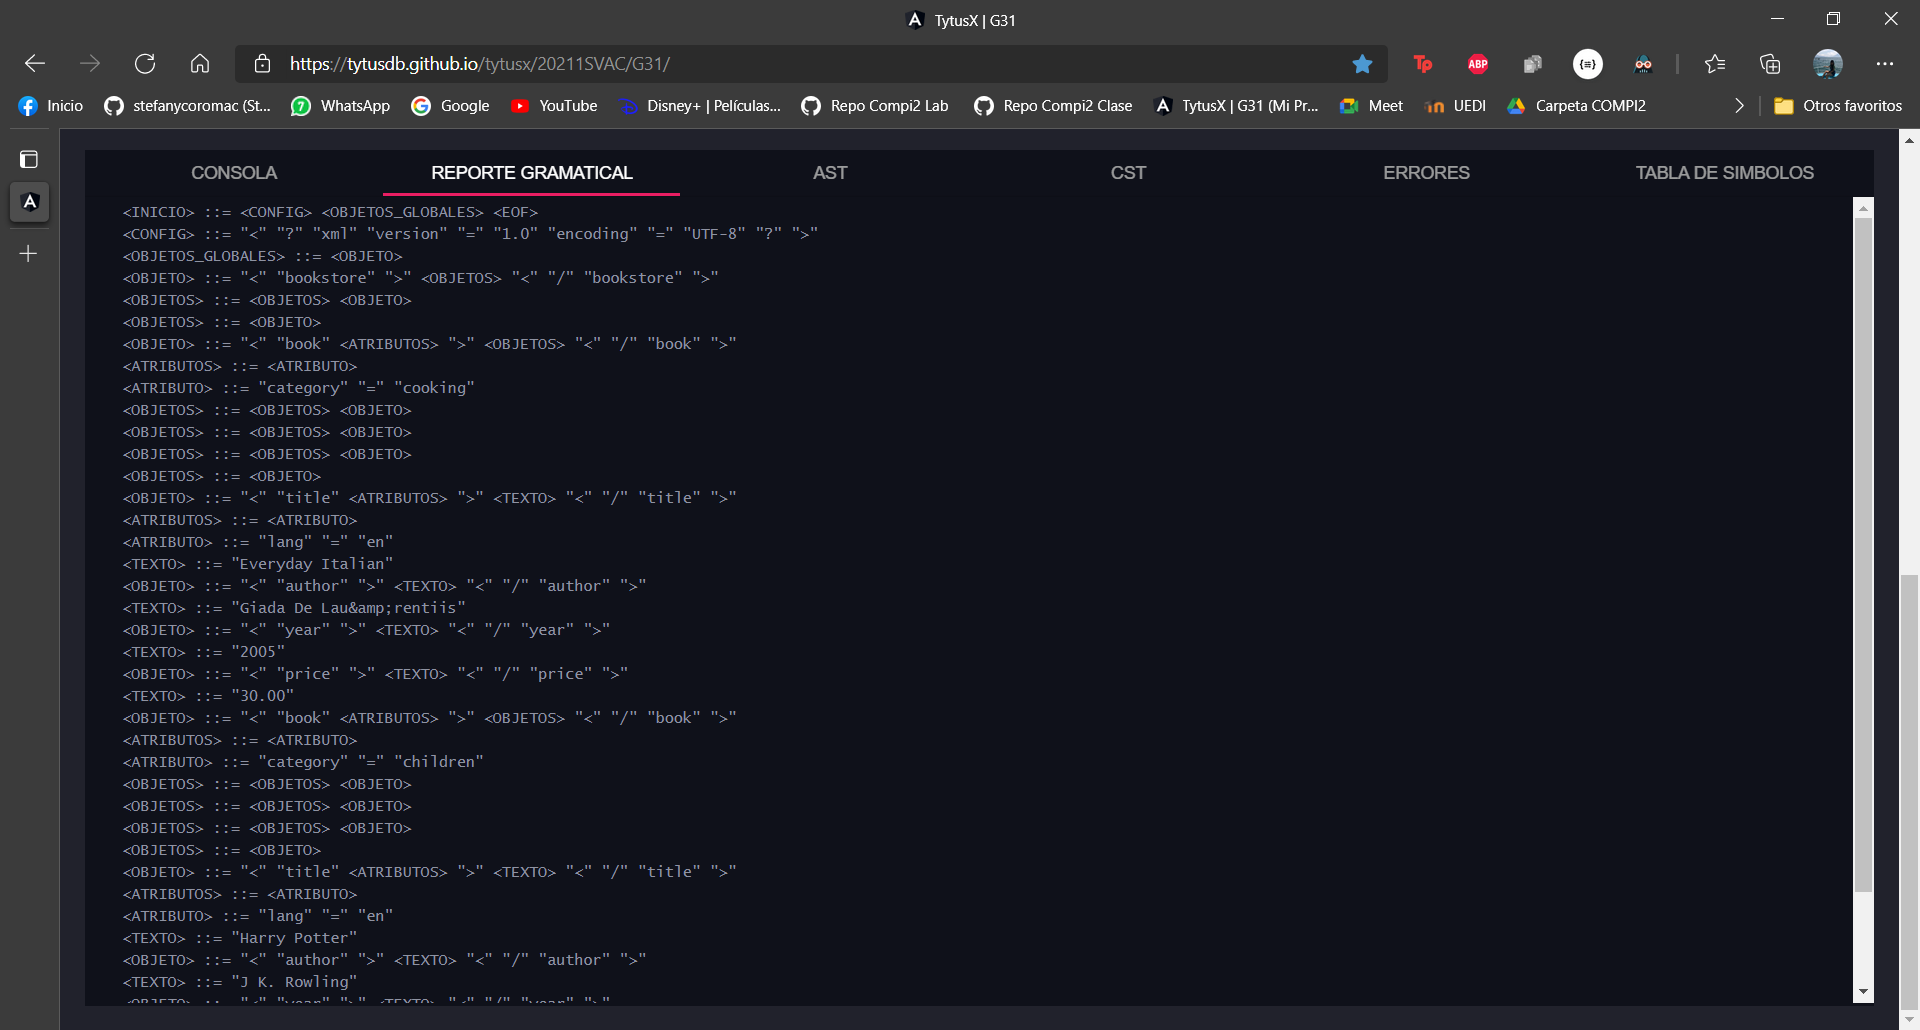 TytusX | G31
https://tytusdb.github.io/tytusx/20211SVAC/G31/
Inicio stefanycoromac (St... WhatsApp Google YouTube Disney+ | Películas... Repo Compi2 Lab Repo Compi2 Clase TytusX | G31 (Mi Pr... Meet UEDI Carpeta COMPI2 Otros favoritos
CONSOLA REPORTE GRAMATICAL AST CST ERRORES TABLA DE SIMBOLOS
<INICIO> ::= <CONFIG> <OBJETOS_GLOBALES> <EOF>
<CONFIG> ::= "<" "?" "xml" "version" "=" "1.0" "encoding" "=" "UTF-8" "?" ">"
<OBJETOS_GLOBALES> ::= <OBJETO>
<OBJETO> ::= "<" "bookstore" ">" <OBJETOS> "<" "/" "bookstore" ">"
<OBJETOS> ::= <OBJETOS> <OBJETO>
<OBJETOS> ::= <OBJETO>
<OBJETO> ::= "<" "book" <ATRIBUTOS> ">" <OBJETOS> "<" "/" "book" ">"
<ATRIBUTOS> ::= <ATRIBUTO>
<ATRIBUTO> ::= "category" "=" "cooking"
<OBJETOS> ::= <OBJETOS> <OBJETO>
<OBJETOS> ::= <OBJETOS> <OBJETO>
<OBJETOS> ::= <OBJETOS> <OBJETO>
<OBJETOS> ::= <OBJETO>
<OBJETO> ::= "<" "title" <ATRIBUTOS> ">" <TEXTO> "<" "/" "title" ">"
<ATRIBUTOS> ::= <ATRIBUTO>
<ATRIBUTO> ::= "lang" "=" "en"
<TEXTO> ::= "Everyday Italian"
<OBJETO> ::= "<" "author" ">" <TEXTO> "<" "/" "author" ">"
<TEXTO> ::= "Giada De Lau&amp;rentiis"
<OBJETO> ::= "<" "year" ">" <TEXTO> "<" "/" "year" ">"
<TEXTO> ::= "2005"
<OBJETO> ::= "<" "price" ">" <TEXTO> "<" "/" "price" ">"
<TEXTO> ::= "30.00"
<OBJETO> ::= "<" "book" <ATRIBUTOS> ">" <OBJETOS> "<" "/" "book" ">"
<ATRIBUTOS> ::= <ATRIBUTO>
<ATRIBUTO> ::= "category" "=" "children"
<OBJETOS> ::= <OBJETOS> <OBJETO>
<OBJETOS> ::= <OBJETOS> <OBJETO>
<OBJETOS> ::= <OBJETOS> <OBJETO>
<OBJETOS> ::= <OBJETO>
<OBJETO> ::= "<" "title" <ATRIBUTOS> ">" <TEXTO> "<" "/" "title" ">"
<ATRIBUTOS> ::= <ATRIBUTO>
<ATRIBUTO> ::= "lang" "=" "en"
<TEXTO> ::= "Harry Potter"
<OBJETO> ::= "<" "author" ">" <TEXTO> "<" "/" "author" ">"
<TEXTO> ::= "J K. Rowling"
<OBJETO> ::= "<" "year" ">" <TEXTO> "<" "/" "year" ">"